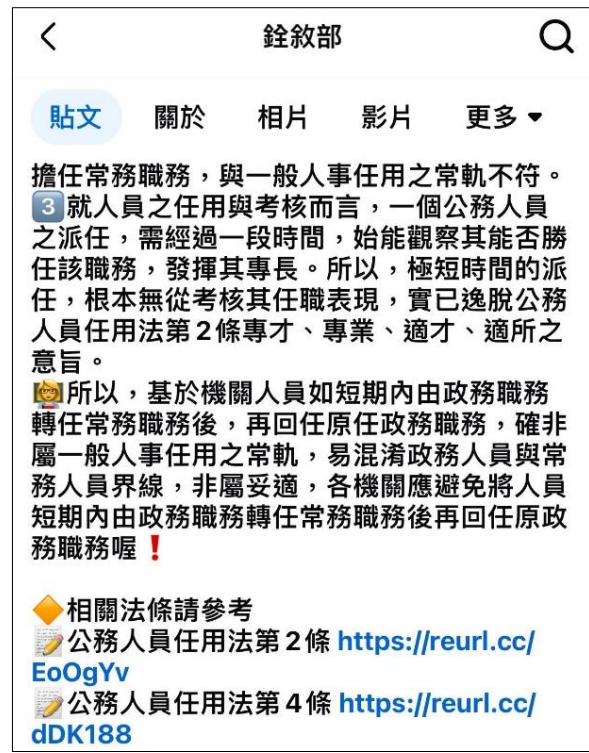 銓敘部
貼文 關於 相片 影片 更多
擔任常務職務，與一般人事任用之常軌不符。
3️⃣就人員之任用與考核而言，一個公務人員
之派任，需經過一段時間，始能觀察其能否勝
任該職務，發揮其專長。所以，極短時間的派
任，根本無從考核其任職表現，實已逸脫公務
人員任用法第2條專才、專業、適才、適所之
意旨。
所以，基於機關人員如短期內由政務職務
轉任常務職務後，再回任原任政務職務，確非
屬一般人事任用之常軌，易混淆政務人員與常
務人員界線，非屬妥適，各機關應避免將人員
短期內由政務職務轉任常務職務後再回任原政
務職務喔❗
🔶相關法條請參考
📝公務人員任用法第2條 https://reurl.cc/
EoOgYv
📝公務人員任用法第4條 https://reurl.cc/
dDK188